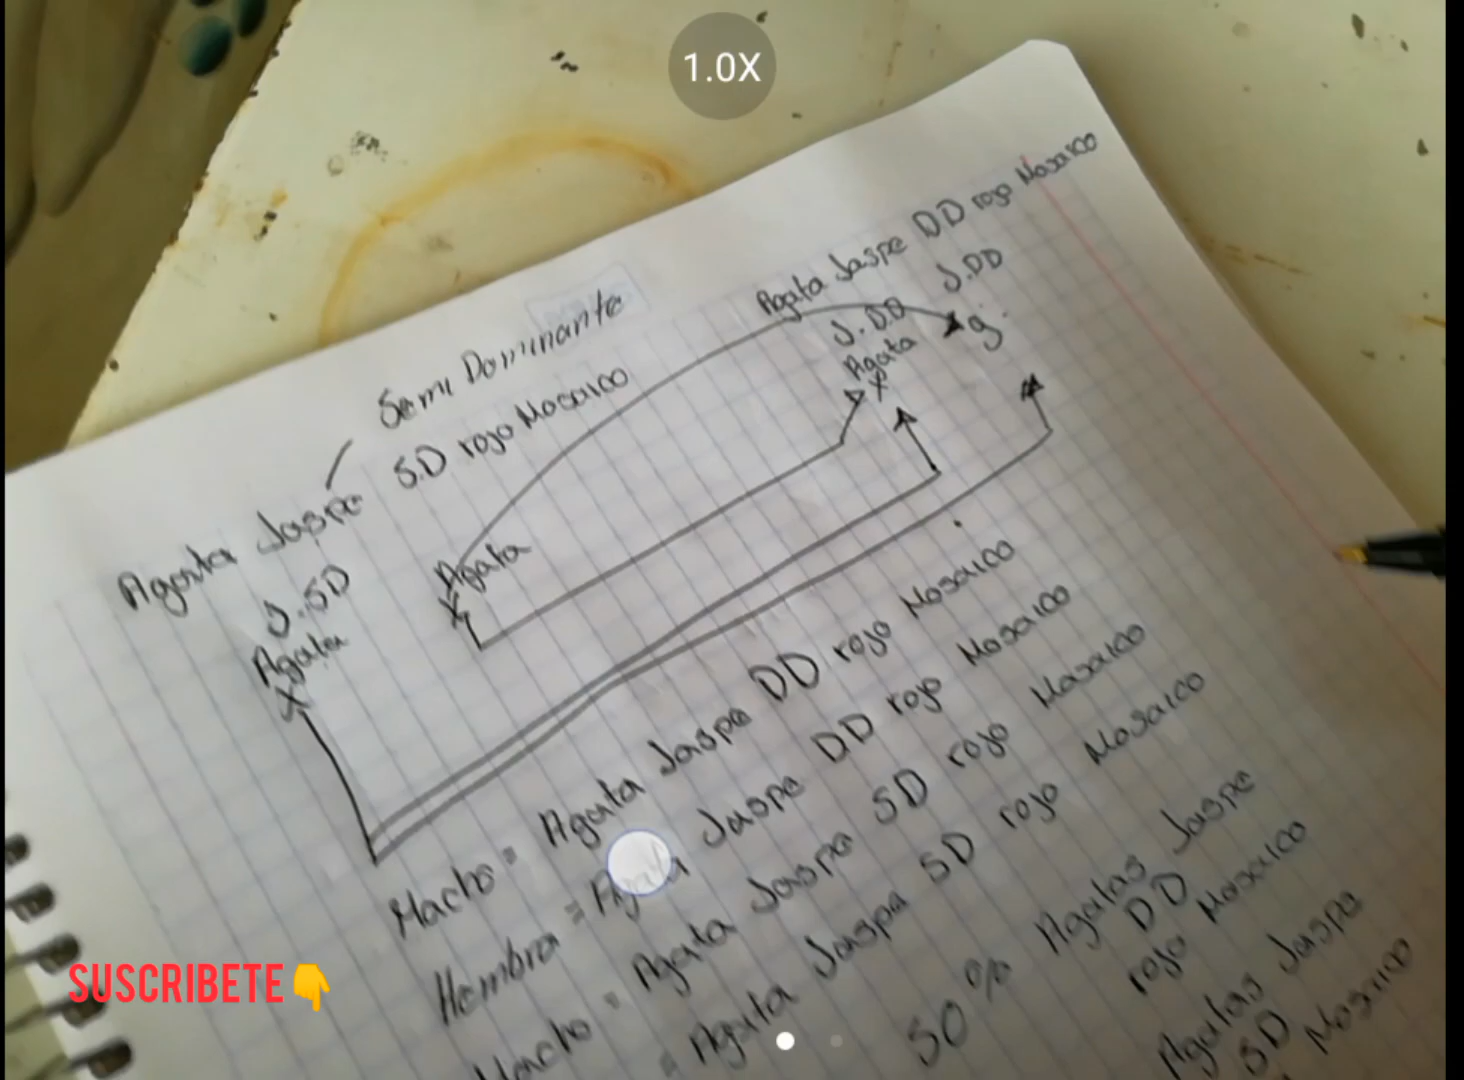 1.0X
Semi Dominante
Agata Jaspe DD rojo Mosaico
Agata Jaspe S.D rojo Mosaico
J.DD
J.DD
Agata
X
J.SD
Agata
X
Agata
X
Macho = Agata Jaspe DD rojo Mosaico
Hembra = Agata Jaspe DD rojo Mosaico
Macho = Agata Jaspe SD rojo Mosaico
= Agata Jaspe SD rojo Mosaico
50 % Agatas Jaspe
DD
rojo Mosaico
Agatas Jaspe
SD
Mosaico
SUSCRIBETE👇